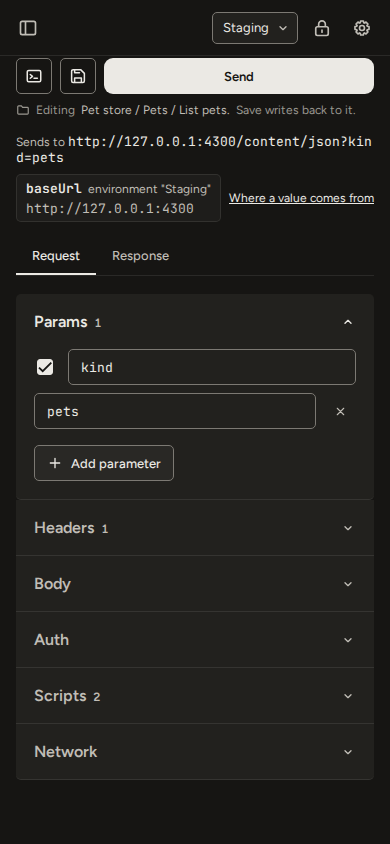 Staging
Send
Editing Pet store / Pets / List pets. Save writes back to it.
Sends to http://127.0.0.1:4300/content/json?kin
d=pets
baseUrl environment "Staging"
http://127.0.0.1:4300
Where a value comes from
Request Response
Params 1
kind
pets
Add parameter
Headers 1
Body
Auth
Scripts 2
Network